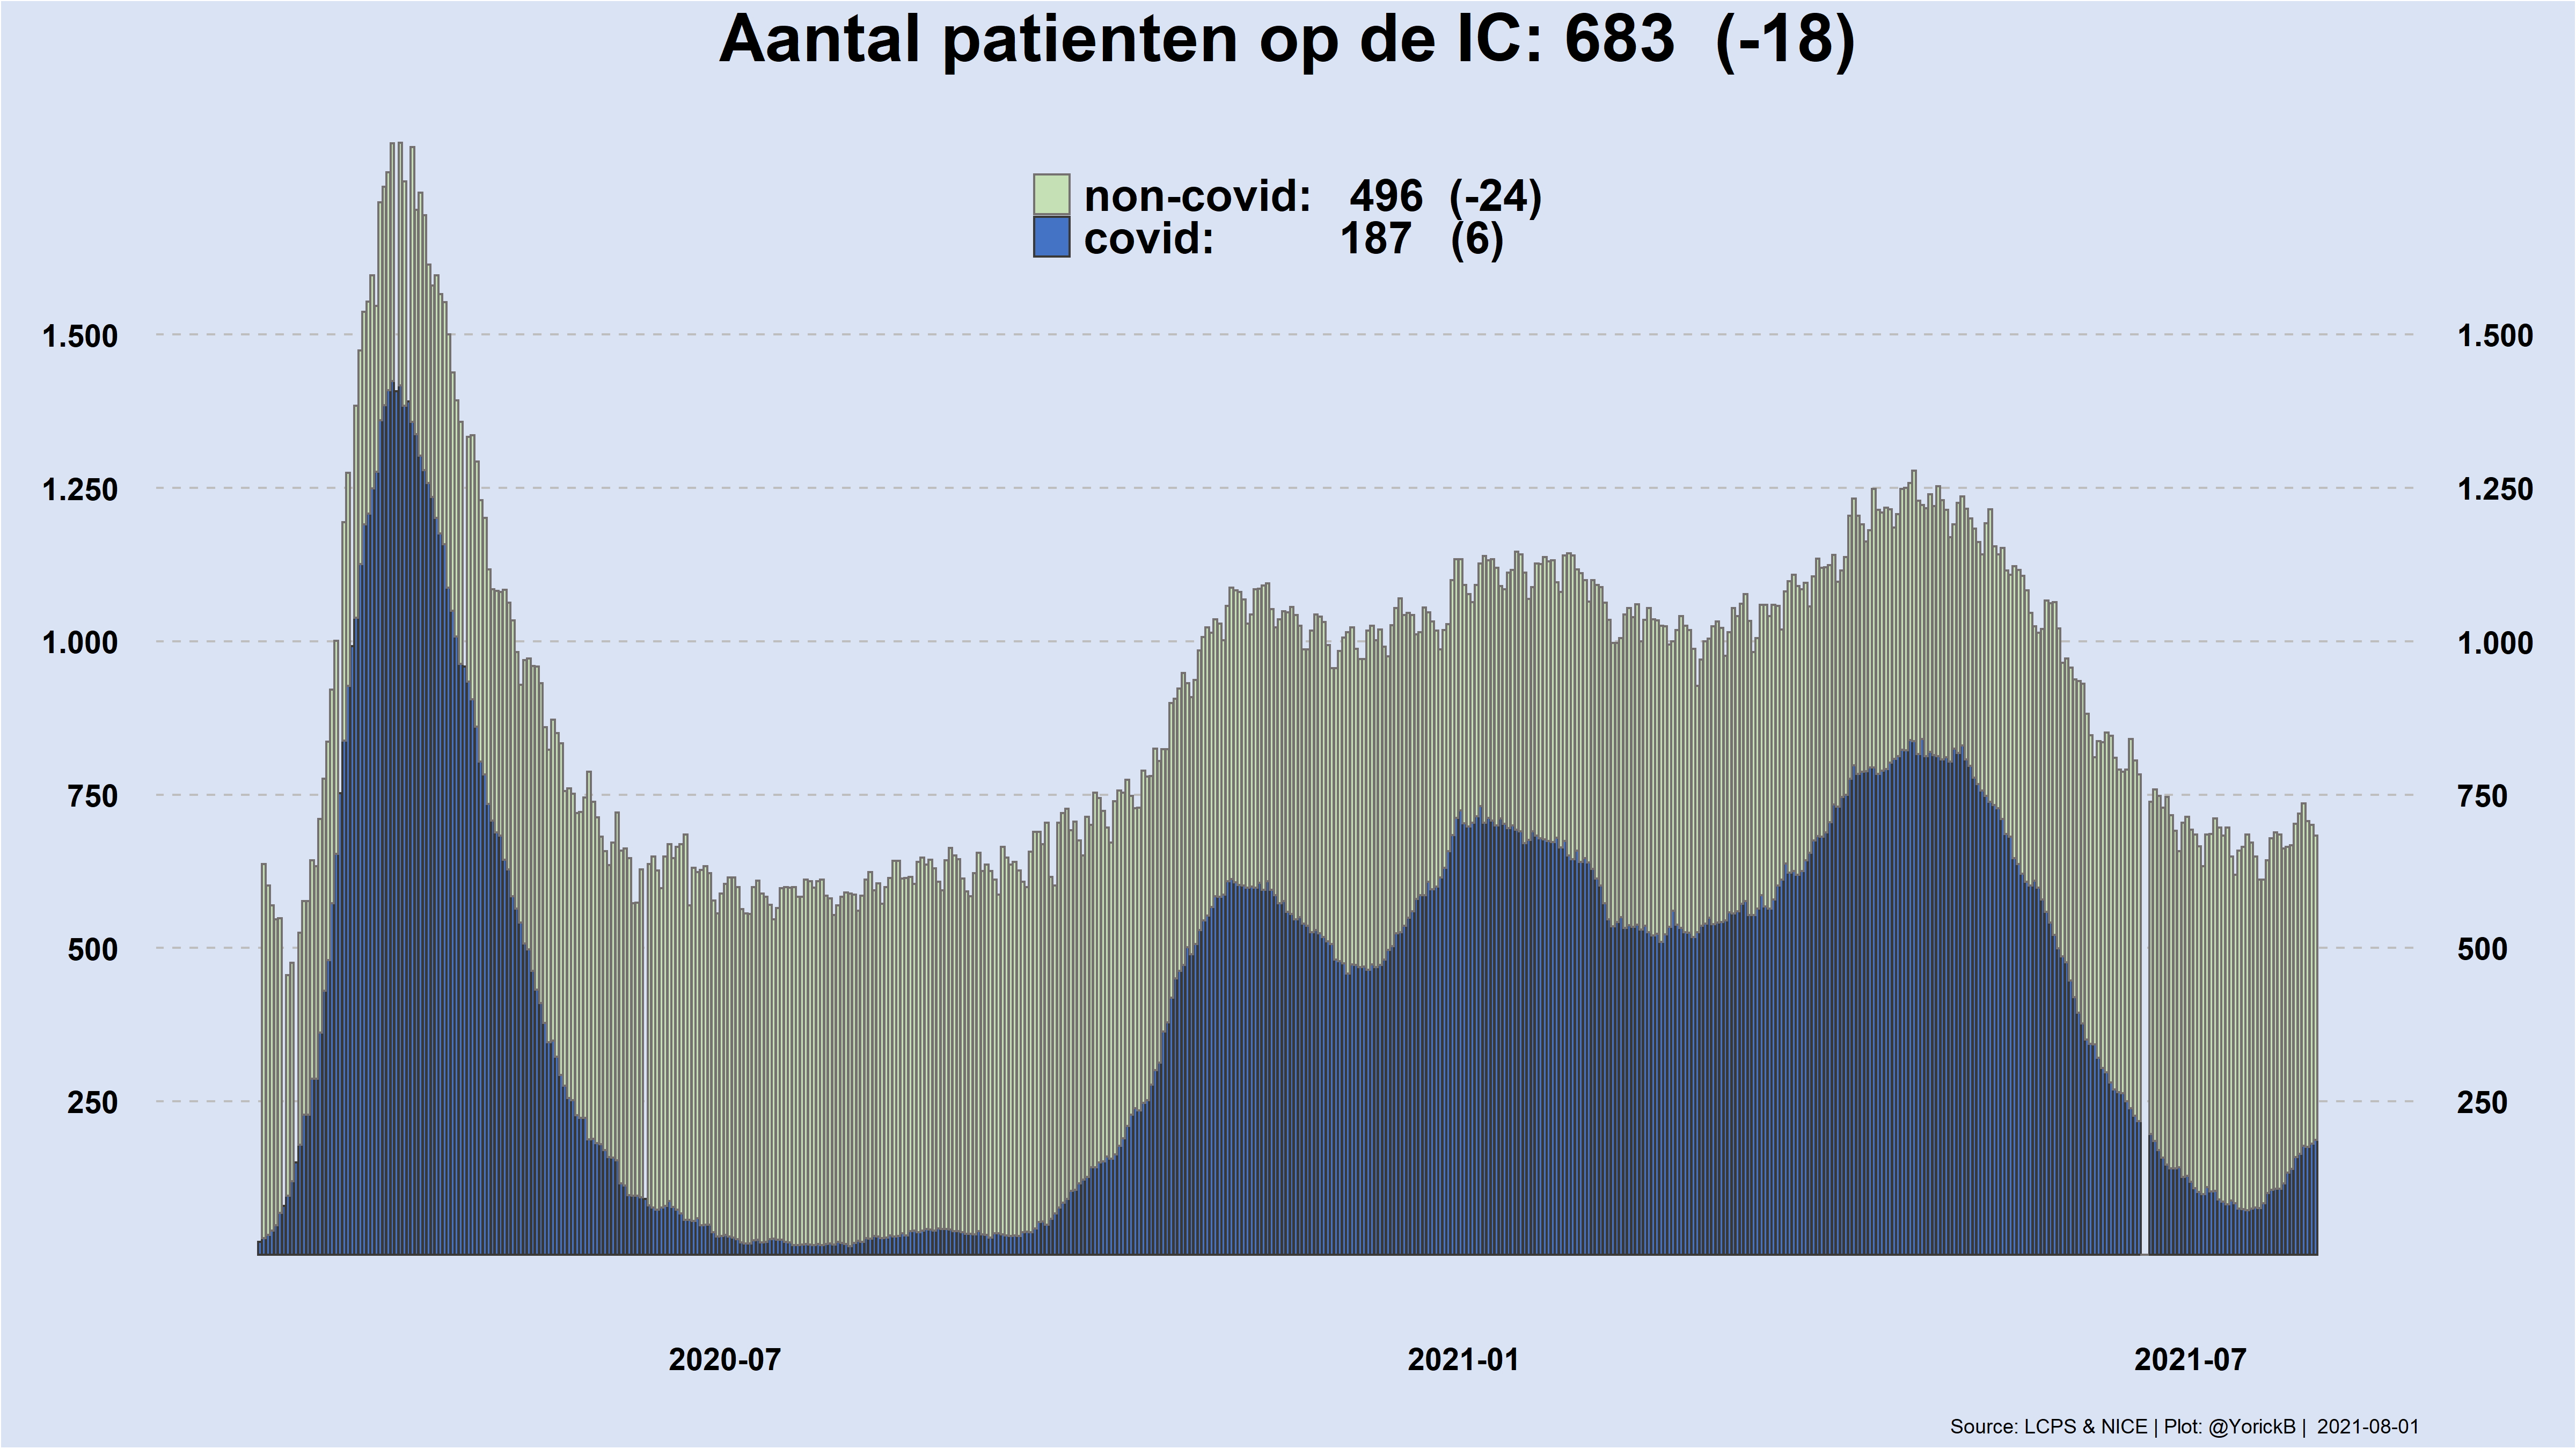 Aantal patienten op de IC: 683 (-18)
non-covid: 496 (-24)
covid: 187 (6)
1.500 1.500
1.250 1.250
1.000 1.000
750 750
500 500
250 250
2020-07 2021-01 2021-07
Source: LCPS & NICE | Plot: @YorickB | 2021-08-01